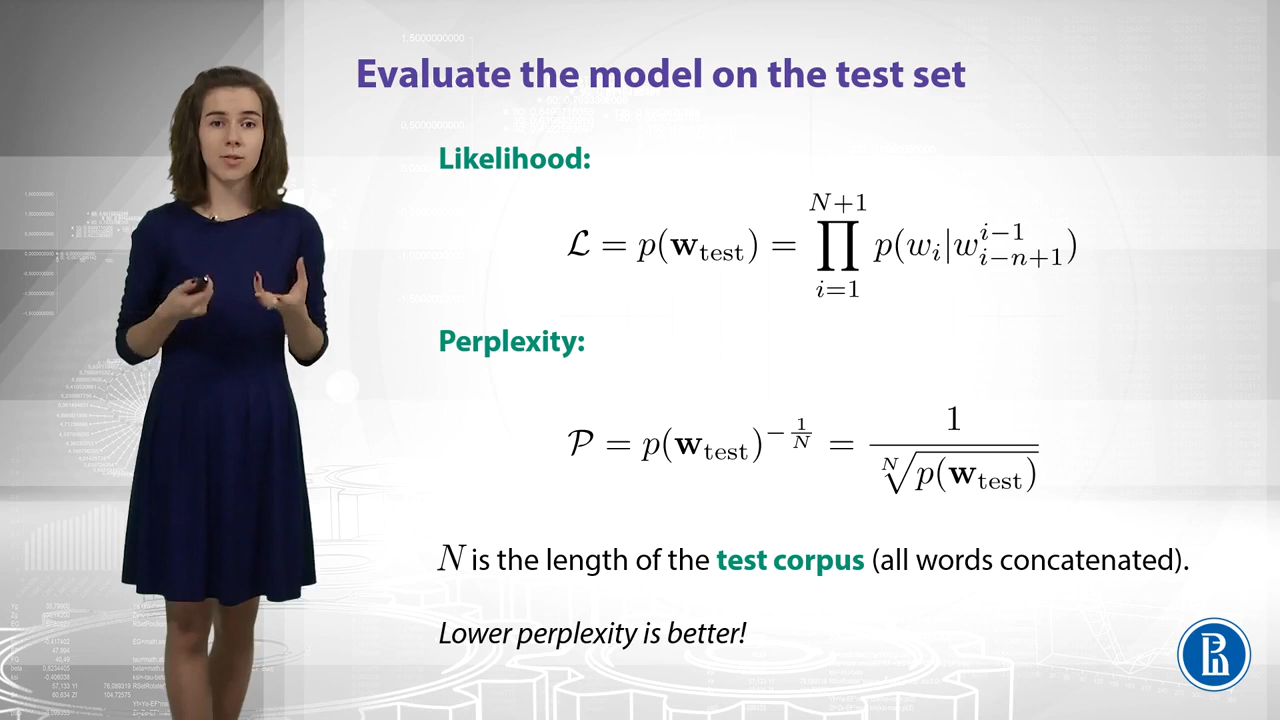 Evaluate the model on the test set
Likelihood:
ℒ = p(𝐰_test) = ∏_{i=1}^{N+1} p(w_i|w_{i−n+1}^{i−1})
Perplexity:
𝒫 = p(𝐰_test)^{−1/N} = 1/\sqrt[N]{p(𝐰_test)}
N is the length of the test corpus (all words concatenated).
Lower perplexity is better!